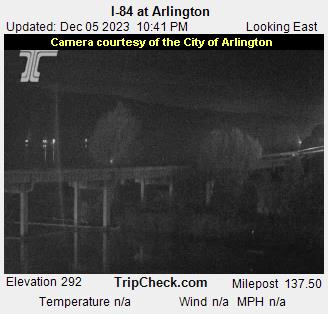 I-84 at Arlington
Updated: Dec 05 2023 10:41 PM Looking East
Camera courtesy of the City of Arlington
Elevation 292 TripCheck.com Milepost 137.50
Temperature n/a Wind n/a MPH n/a